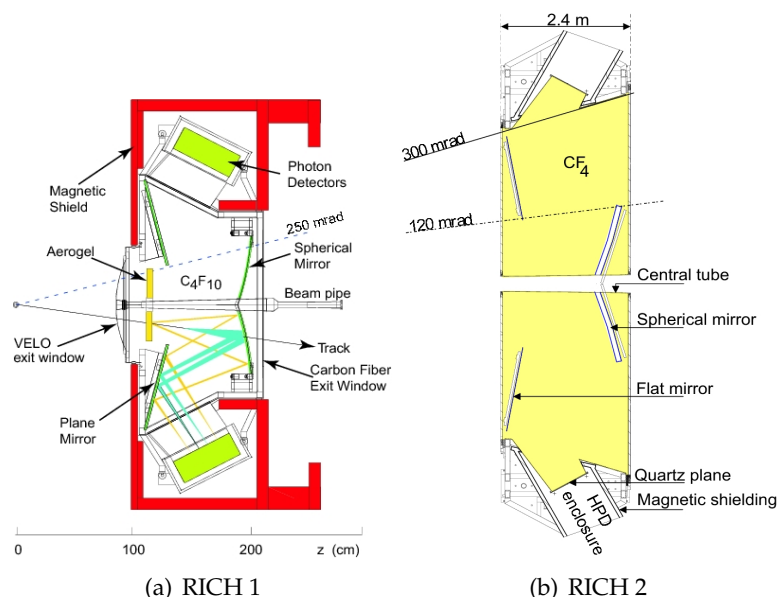 Magnetic
Shield
Aerogel
VELO
exit window
Plane
Mirror
C₄F₁₀
250 mrad
Photon
Detectors
Spherical
Mirror
Beam pipe
Track
Carbon Fiber
Exit Window
0
100
200
z (cm)
(a) RICH 1
2.4 m
300 mrad
CF₄
120 mrad
Central tube
Spherical mirror
Flat mirror
Quartz plane
Magnetic shielding
HPD
enclosure
(b) RICH 2